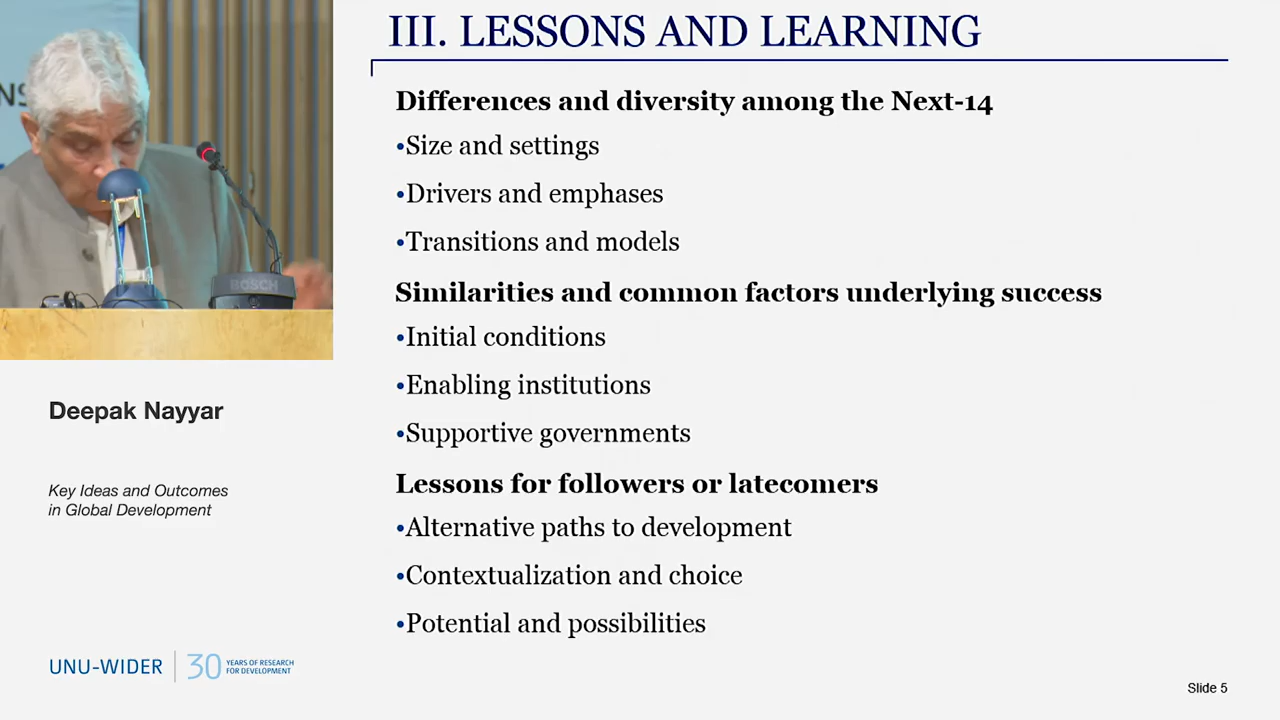 III. LESSONS AND LEARNING
Differences and diversity among the Next-14
•Size and settings
•Drivers and emphases
•Transitions and models
Similarities and common factors underlying success
•Initial conditions
•Enabling institutions
•Supportive governments
Lessons for followers or latecomers
•Alternative paths to development
•Contextualization and choice
•Potential and possibilities
NS
BOSCH
Deepak Nayyar
Key Ideas and Outcomes
in Global Development
UNU-WIDER
30 YEARS OF RESEARCH
FOR DEVELOPMENT
Slide 5